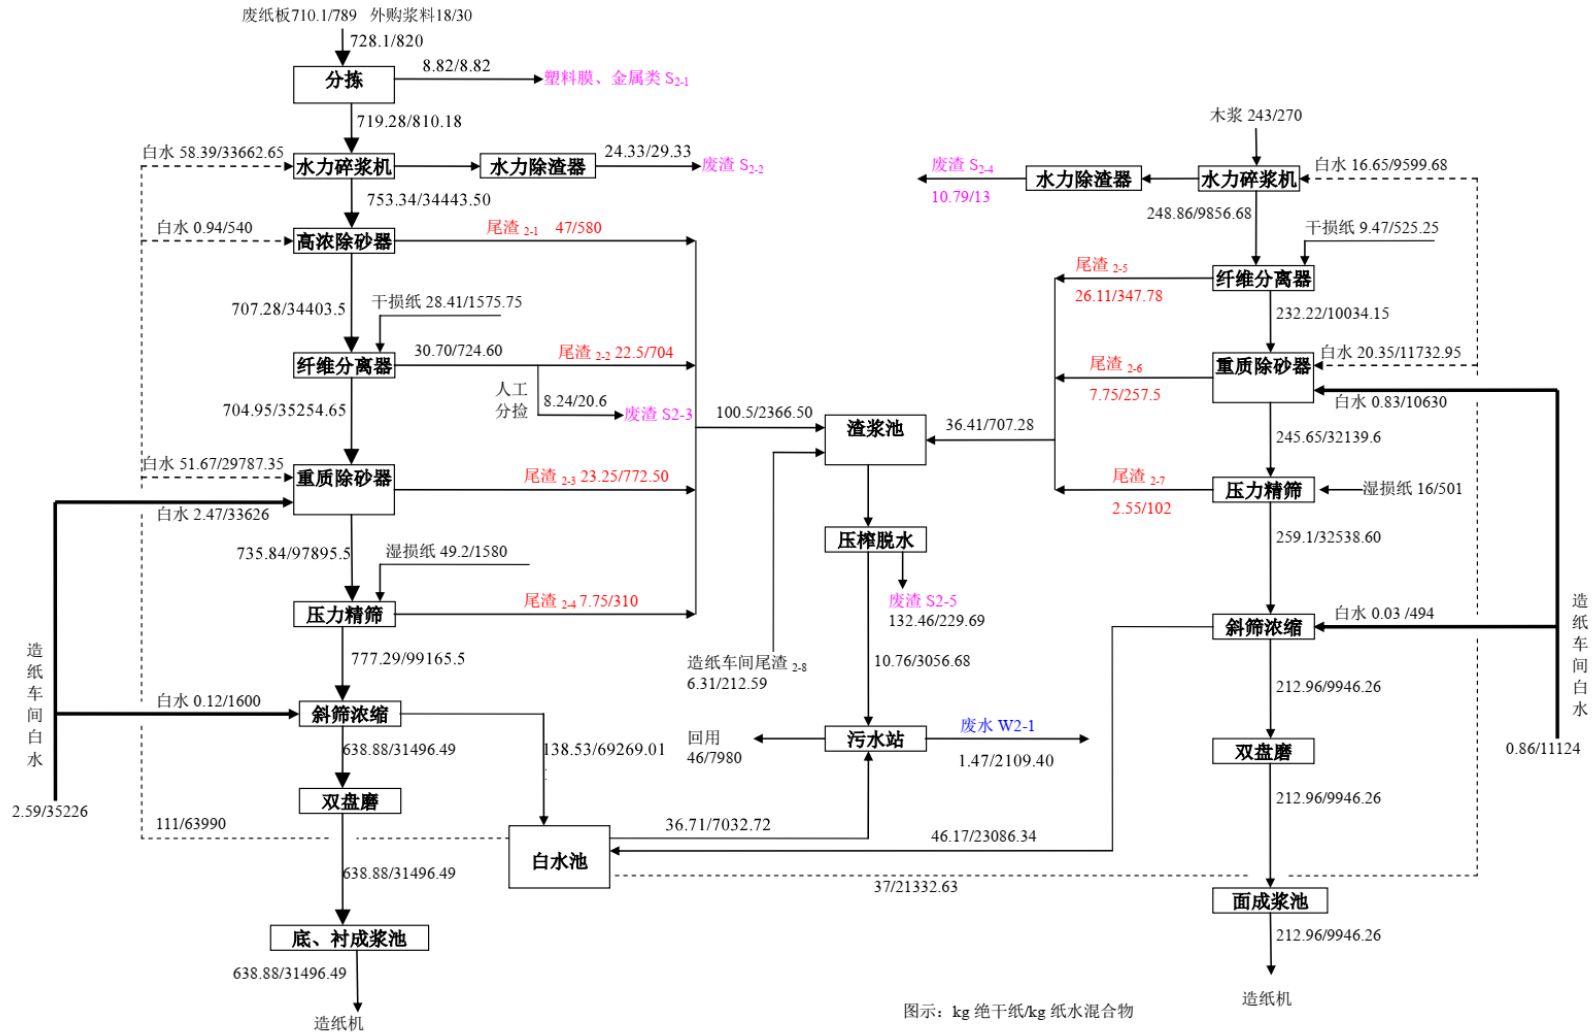 废纸板710.1/789 外购浆料18/30
728.1/820
分拣
8.82/8.82
塑料膜、金属类 S2-1
719.28/810.18
白水 58.39/33662.65
水力碎浆机
水力除渣器
24.33/29.33
废渣 S2-2
753.34/34443.50
白水 0.94/540
高浓除砂器
尾渣 2-1 47/580
707.28/34403.5
干损纸 28.41/1575.75
纤维分离器
30.70/724.60
尾渣 2-2 22.5/704
人工
分捡
8.24/20.6
废渣 S2-3
704.95/35254.65
白水 51.67/29787.35
重质除砂器
尾渣 2-3 23.25/772.50
白水 2.47/33626
735.84/97895.5
湿损纸 49.2/1580
压力精筛
尾渣 2-4 7.75/310
777.29/99165.5
造纸车间白水
白水 0.12/1600
斜筛浓缩
638.88/31496.49
138.53/69269.01
双盘磨
2.59/35226
111/63990
638.88/31496.49
白水池
底、衬成浆池
638.88/31496.49
造纸机
100.5/2366.50
渣浆池
36.41/707.28
压榨脱水
废渣 S2-5
132.46/229.69
造纸车间尾渣 2-8
6.31/212.59
10.76/3056.68
回用
46/7980
污水站
废水 W2-1
1.47/2109.40
36.71/7032.72
46.17/23086.34
37/21332.63
木浆 243/270
废渣 S2-4
10.79/13
水力除渣器
水力碎浆机
白水 16.65/9599.68
248.86/9856.68
干损纸 9.47/525.25
尾渣 2-5
26.11/347.78
纤维分离器
232.22/10034.15
白水 20.35/11732.95
尾渣 2-6
7.75/257.5
重质除砂器
白水 0.83/10630
245.65/32139.6
尾渣 2-7
2.55/102
压力精筛
湿损纸 16/501
259.1/32538.60
白水 0.03 /494
斜筛浓缩
造纸车间白水
212.96/9946.26
双盘磨
0.86/11124
212.96/9946.26
面成浆池
212.96/9946.26
造纸机
图示：kg 绝干纸/kg 纸水混合物